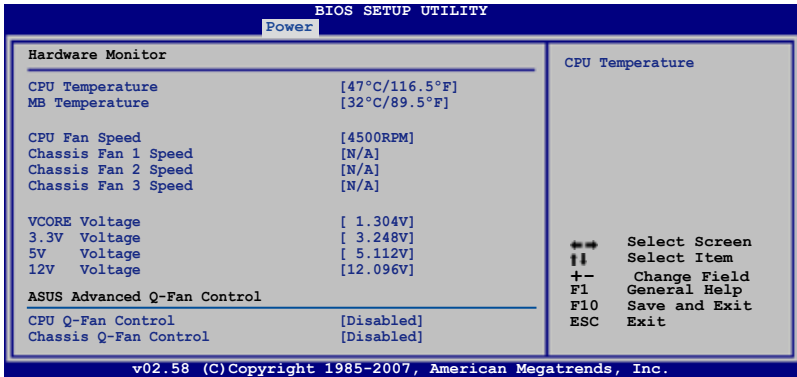 BIOS SETUP UTILITY
Power
Hardware Monitor
CPU Temperature [47°C/116.5°F]
MB Temperature [32°C/89.5°F]
CPU Fan Speed [4500RPM]
Chassis Fan 1 Speed [N/A]
Chassis Fan 2 Speed [N/A]
Chassis Fan 3 Speed [N/A]
VCORE Voltage [ 1.304V]
3.3V Voltage [ 3.248V]
5V Voltage [ 5.112V]
12V Voltage [12.096V]
ASUS Advanced Q-Fan Control
CPU Q-Fan Control [Disabled]
Chassis Q-Fan Control [Disabled]
CPU Temperature
←→ Select Screen
↑↓ Select Item
+- Change Field
F1 General Help
F10 Save and Exit
ESC Exit
v02.58 (C)Copyright 1985-2007, American Megatrends, Inc.